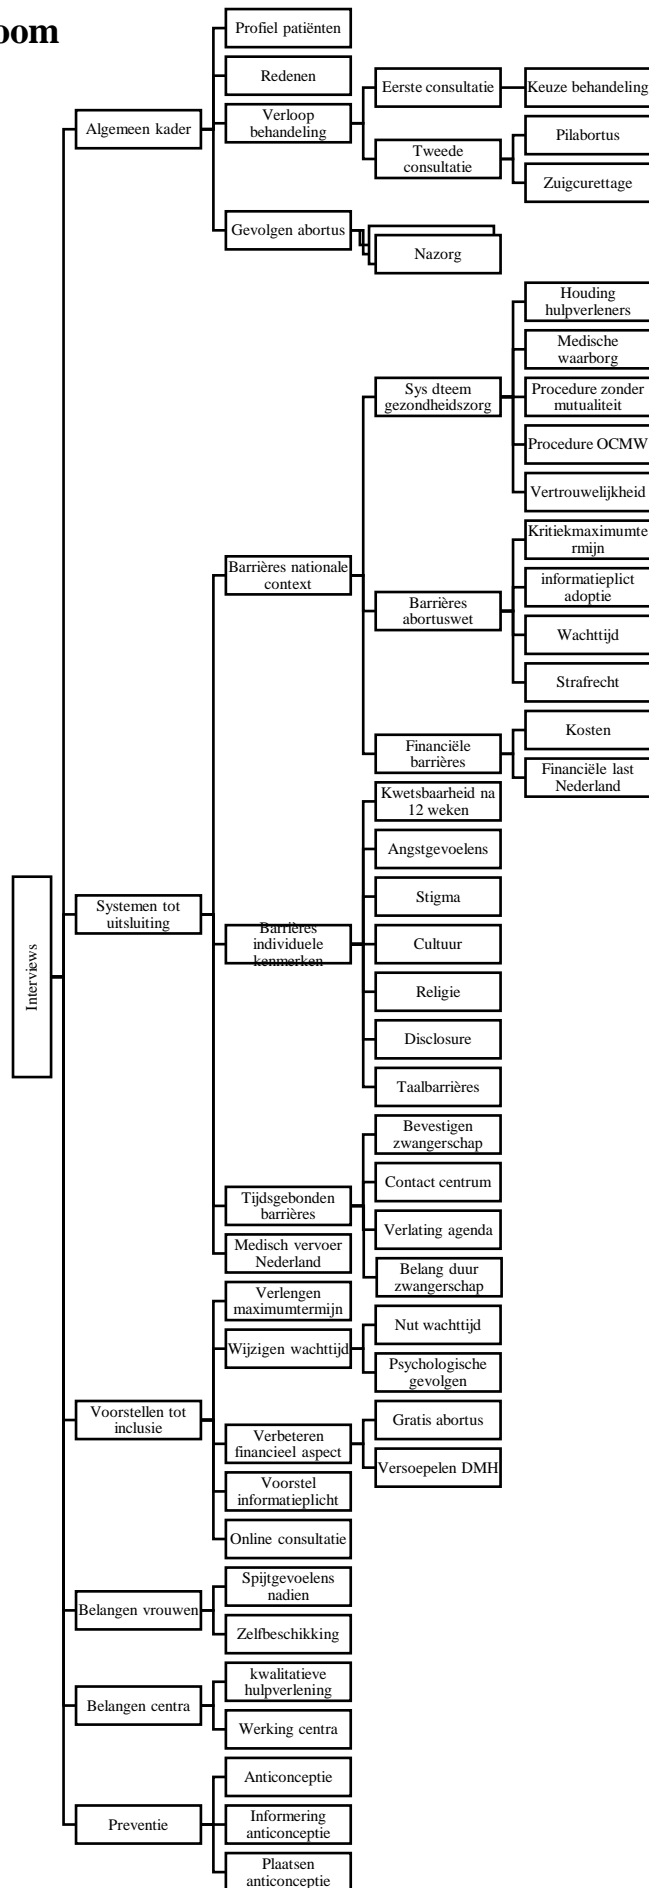 oom
Profiel patiënten
Redenen
Algemeen kader
Verloop
behandeling
Eerste consultatie
Keuze behandeling
Tweede
consultatie
Pilabortus
Zuigcurettage
Gevolgen abortus
Nazorg
Houding
hulpverleners
Medische
waarborg
Sys dteem
gezondheidszorg
Procedure zonder
mutualiteit
Procedure OCMW
Vertrouwelijkheid
Barrières nationale
context
Kritiekmaximumte
rmijn
informatieplict
adoptie
Barrières
abortuswet
Wachttijd
Strafrecht
Financiële
barrières
Kosten
Financiële last
Nederland
Interviews
Systemen tot
uitsluiting
Barrières
individuele
kenmerken
Kwetsbaarheid na
12 weken
Angstgevoelens
Stigma
Cultuur
Religie
Disclosure
Taalbarrières
Tijdsgebonden
barrières
Bevestigen
zwangerschap
Contact centrum
Verlating agenda
Belang duur
zwangerschap
Medisch vervoer
Nederland
Voorstellen tot
inclusie
Verlengen
maximumtermijn
Wijzigen wachttijd
Nut wachttijd
Psychologische
gevolgen
Verbeteren
financieel aspect
Gratis abortus
Versoepelen DMH
Voorstel
informatieplicht
Online consultatie
Belangen vrouwen
Spijtgevoelens
nadien
Zelfbeschikking
Belangen centra
kwalitatieve
hulpverlening
Werking centra
Preventie
Anticonceptie
Informering
anticonceptie
Plaatsen
anticonceptie